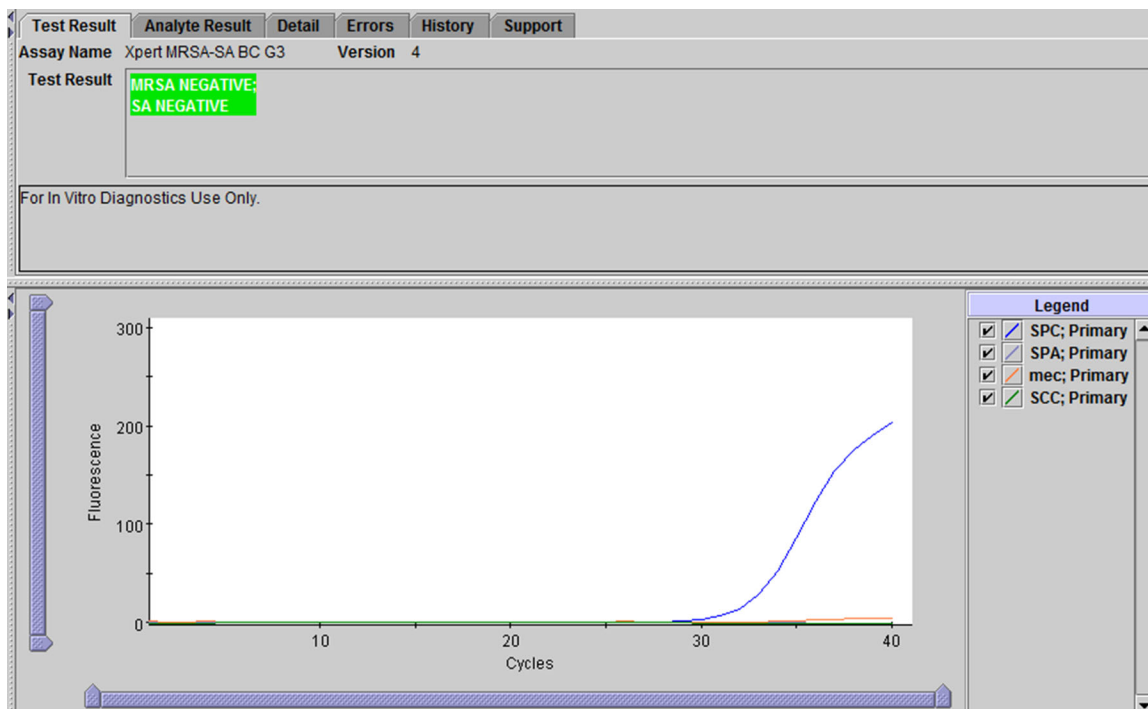 Test Result Analyte Result Detail Errors History Support
Assay Name Xpert MRSA-SA BC G3 Version 4
Test Result
MRSA NEGATIVE;
SA NEGATIVE
For In Vitro Diagnostics Use Only.
300
200
100
0
Fluorescence
10 20 30 40
Cycles
Legend
SPC; Primary
SPA; Primary
mec; Primary
SCC; Primary